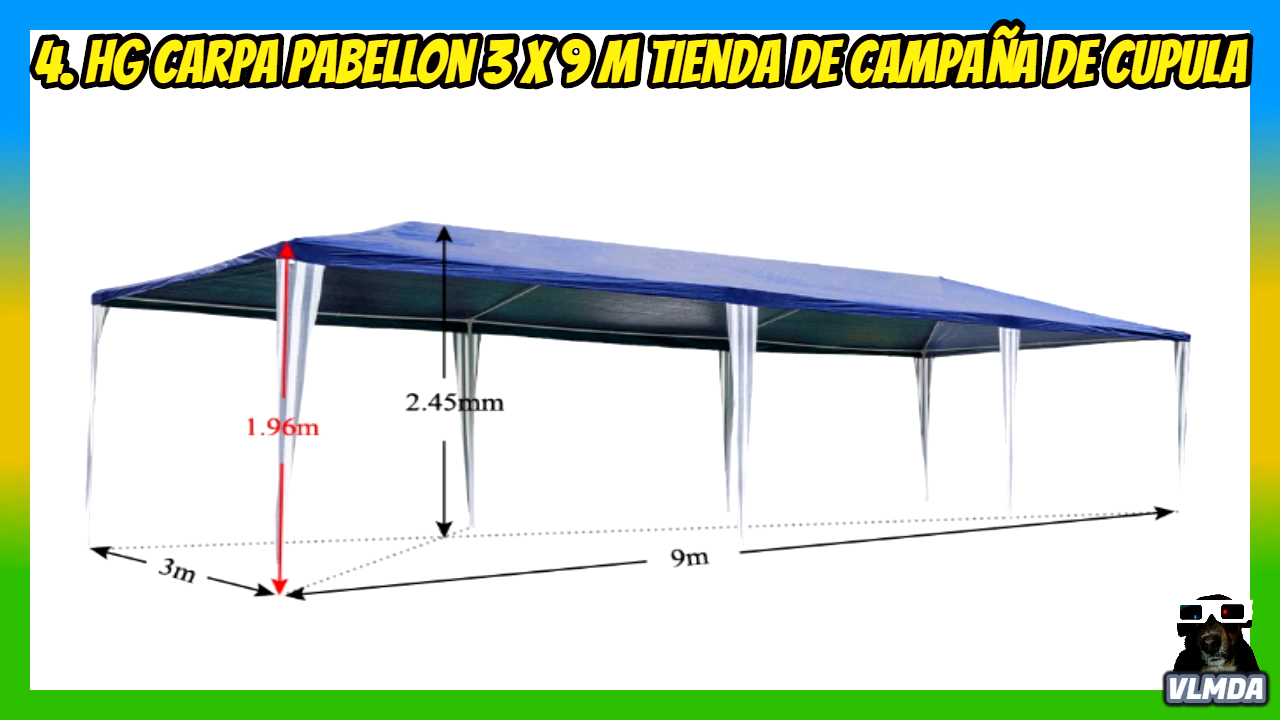 4. HG CARPA PABELLON 3 X 9 M TIENDA DE CAMPAÑA DE CUPULA
2.45mm
1.96m
9m
3m
VLMDA